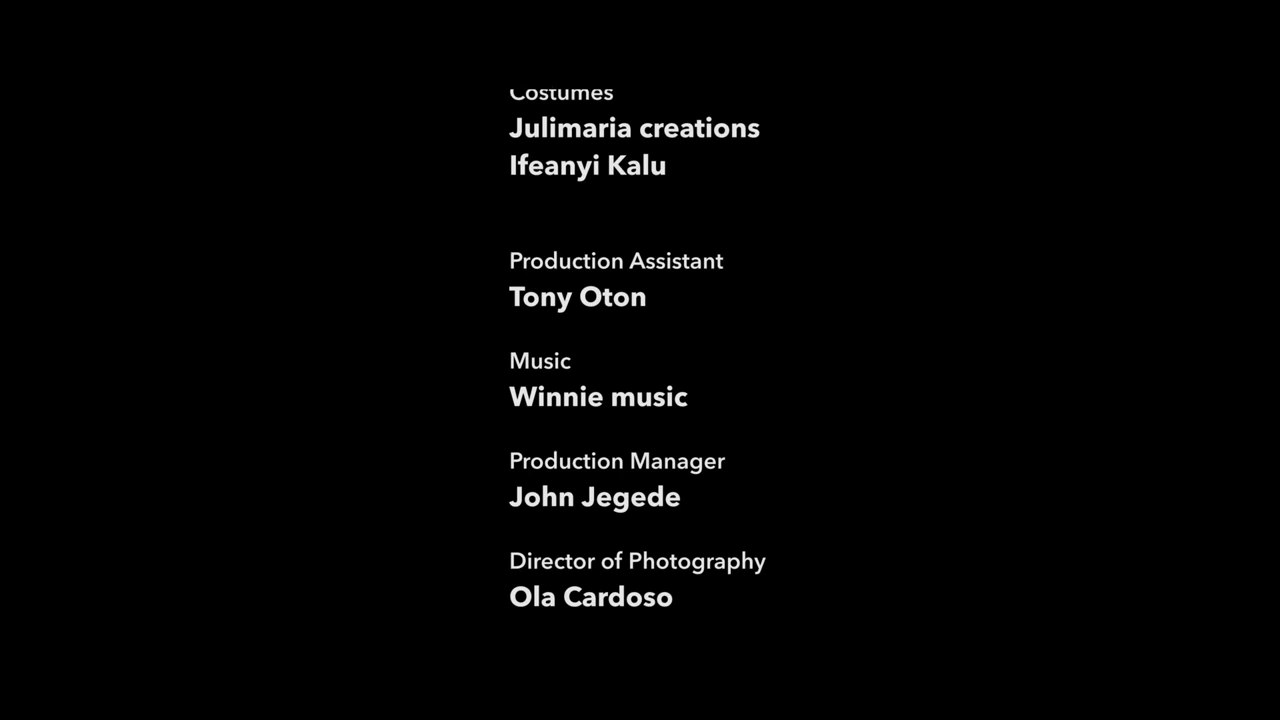 Costumes
Julimaria creations
Ifeanyi Kalu
Production Assistant
Tony Oton
Music
Winnie music
Production Manager
John Jegede
Director of Photography
Ola Cardoso